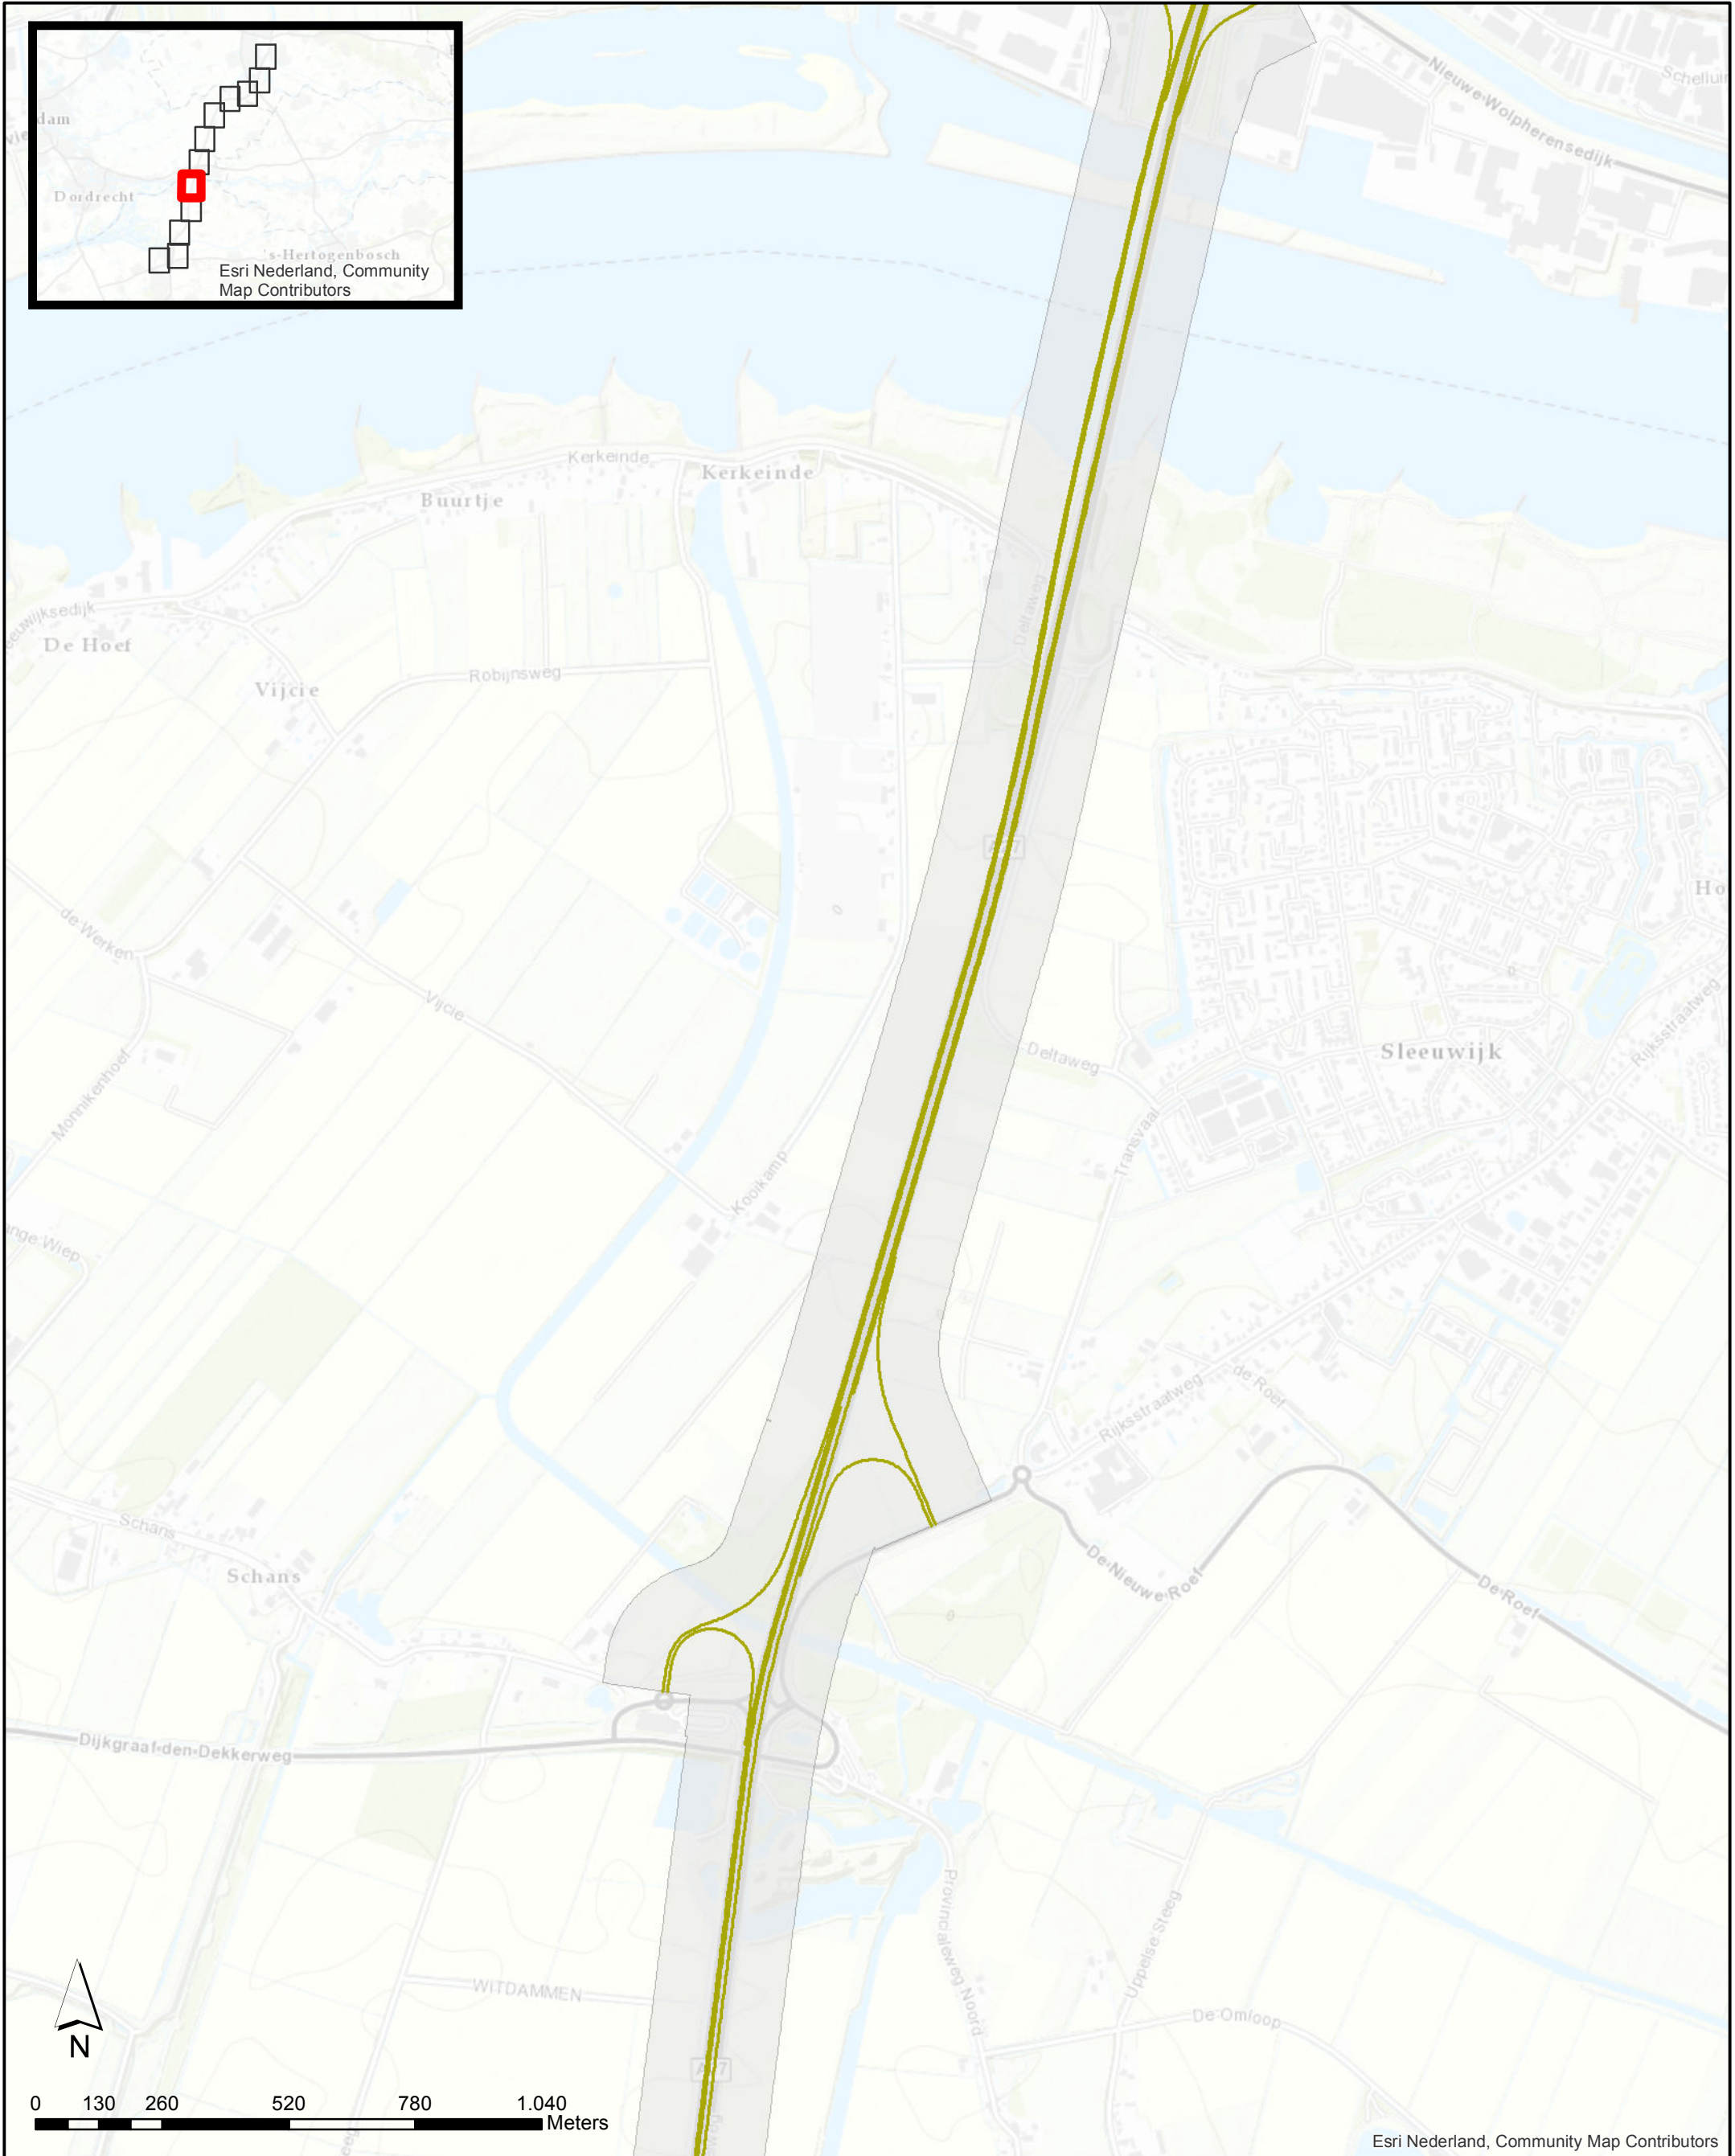 dam
Dordrecht
's-Hertogenbosch
Esri Nederland, Community
Map Contributors
Nieuwe-Wolpherensedijk
Kerkeinde
Kerkeinde
Buurtje
Deltaweg
De Hoef
Robijnsweg
Vijcie
Ho
de Werken
Vijcie
Deltaweg
Sleeuwijk
Rijksstraatweg
Monnikenhoef
Transvaal
Kooikamp
ange Wiep
de Roef
Rijksstraatweg
Schans
Schans
De-Nieuwe-Roef
De-Roef
Dijkgraaf-den-Dekkerweg
Provincialeweg Noord
Uppelse Steeg
WITDAMMEN
De Omloop
N
0 130 260 520 780 1.040
Meters
Esri Nederland, Community Map Contributors